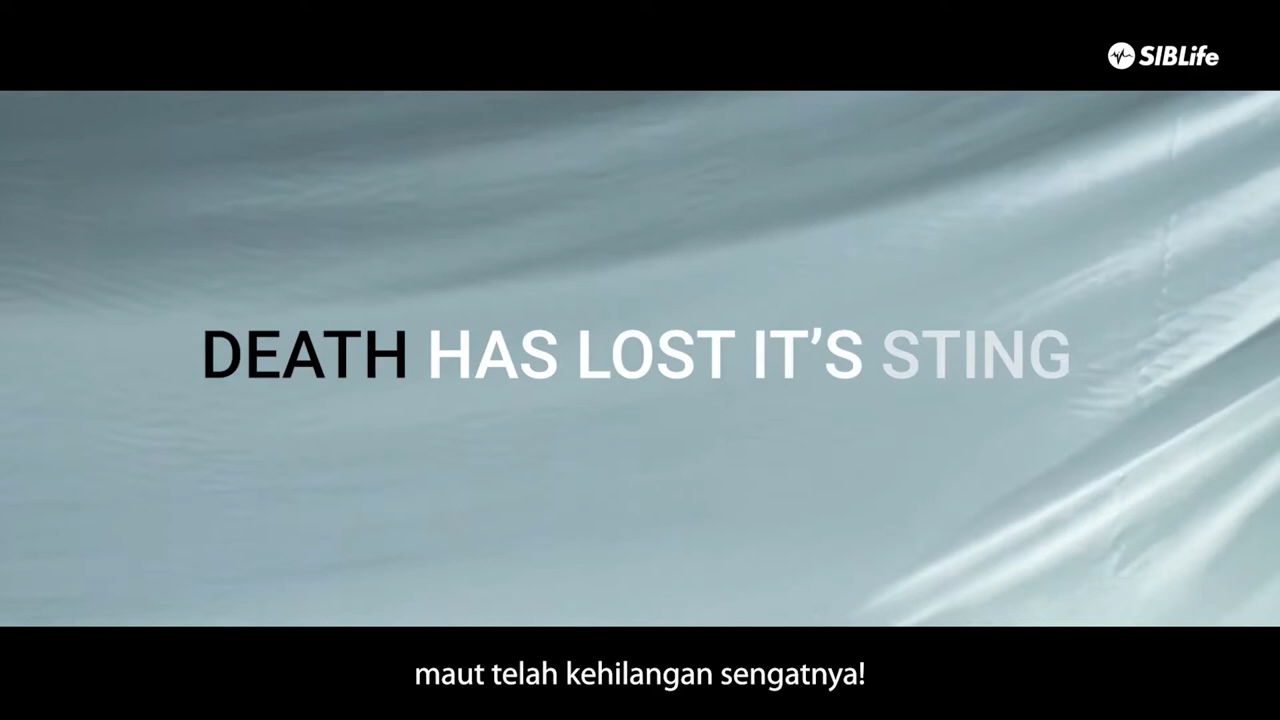 SIBLife
DEATH HAS LOST IT’S STING
maut telah kehilangan sengatnya!